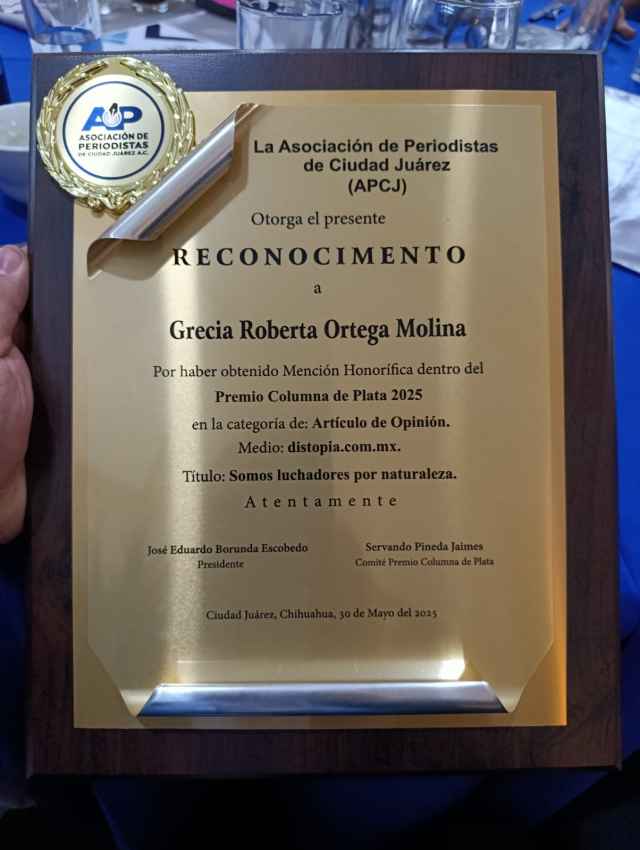 AP
ASOCIACIÓN DE
PERIODISTAS
DE CIUDAD JUÁREZ A.C.
La Asociación de Periodistas
de Ciudad Juárez
(APCJ)
Otorga el presente
RECONOCIMENTO
a
Grecia Roberta Ortega Molina
Por haber obtenido Mención Honorífica dentro del
Premio Columna de Plata 2025
en la categoría de: Artículo de Opinión.
Medio: distopia.com.mx.
Título: Somos luchadores por naturaleza.
Atentamente
José Eduardo Borunda Escobedo
Presidente
Servando Pineda Jaimes
Comité Premio Columna de Plata
Ciudad Juárez, Chihuahua, 30 de Mayo del 2025